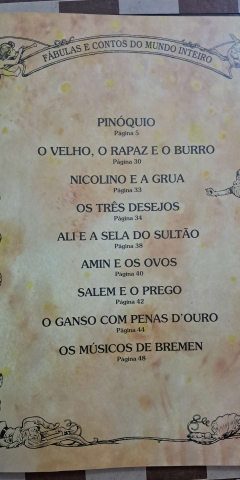 FÁBULAS E CONTOS DO MUNDO INTEIRO
PINÓQUIO
Página 5
O VELHO, O RAPAZ E O BURRO
Página 30
NICOLINO E A GRUA
Página 33
OS TRÊS DESEJOS
Página 34
ALI E A SELA DO SULTÃO
Página 38
AMIN E OS OVOS
Página 40
SALEM E O PREGO
Página 42
O GANSO COM PENAS D'OURO
Página 44
OS MÚSICOS DE BREMEN
Página 48